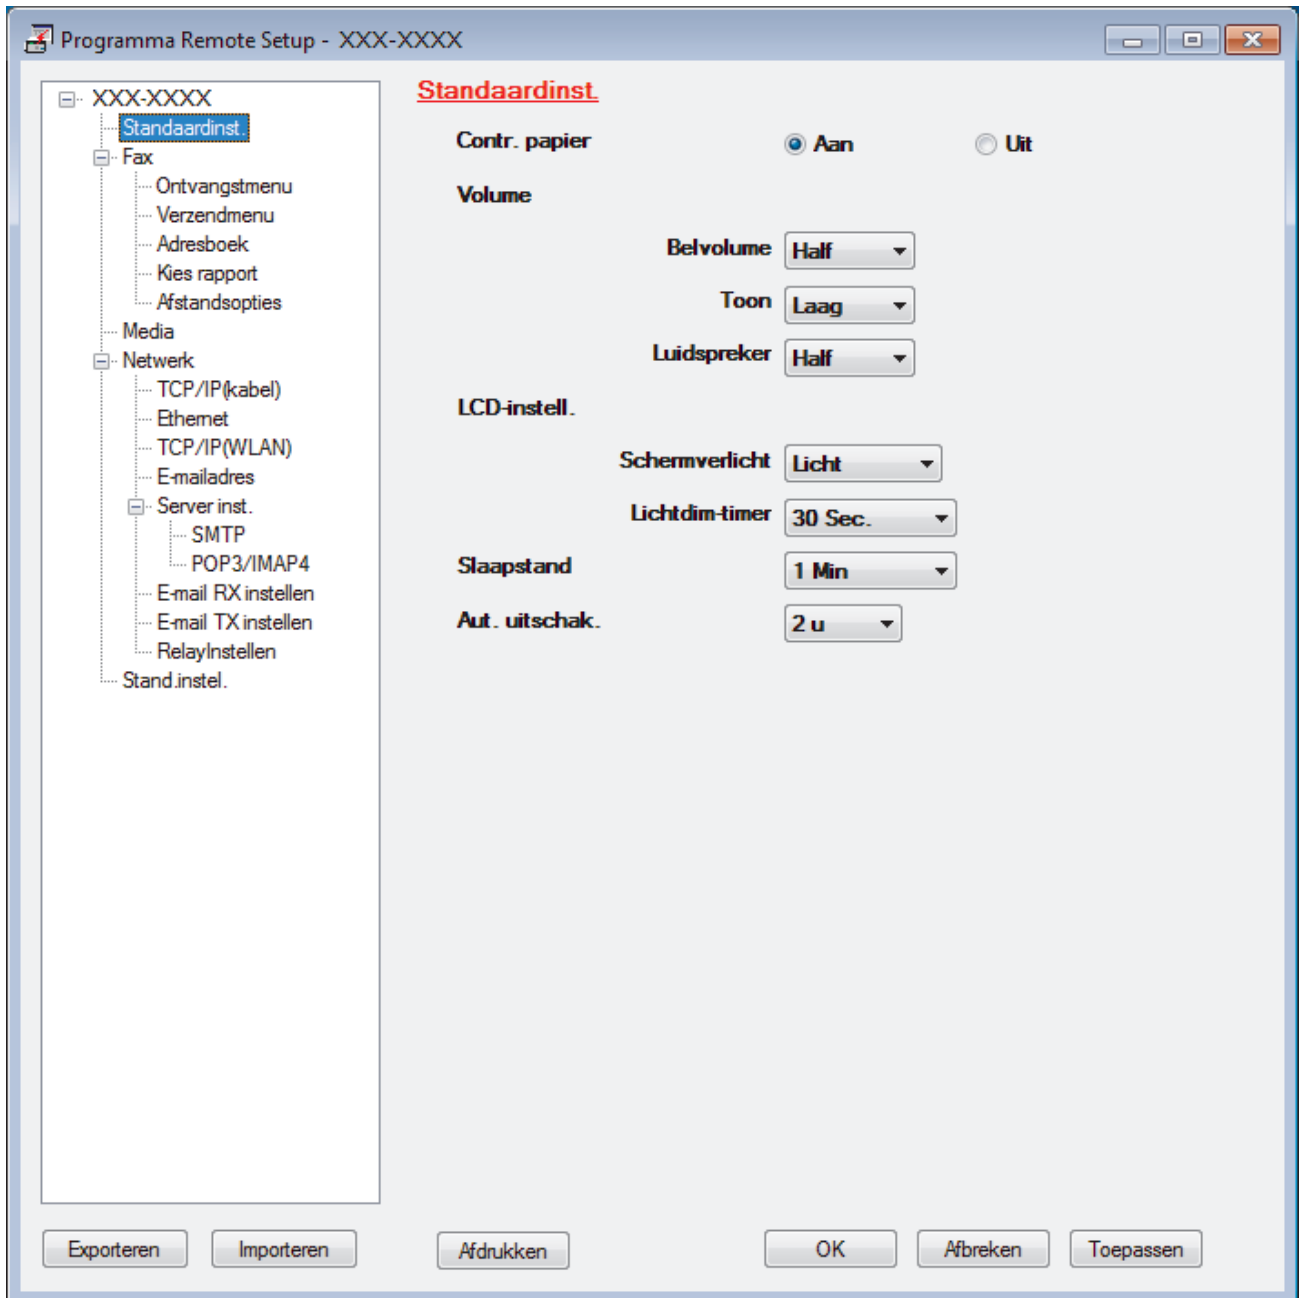 Programma Remote Setup - XXX-XXXX
XXX-XXXX
Standaardinst.
Fax
Ontvangstmenu
Verzendmenu
Adresboek
Kies rapport
Afstandsopties
Media
Netwerk
TCP/IP(kabel)
Ethernet
TCP/IP(WLAN)
E-mailadres
Server inst.
SMTP
POP3/IMAP4
E-mail RX instellen
E-mail TX instellen
RelayInstellen
Stand.instel.
Standaardinst.
Contr. papier Aan Uit
Volume
Belvolume Half
Toon Laag
Luidspreker Half
LCD-instell.
Schermverlicht Licht
Lichtdim-timer 30 Sec.
Slaapstand 1 Min
Aut. uitschak. 2 u
Exporteren Importeren Afdrukken OK Afbreken Toepassen